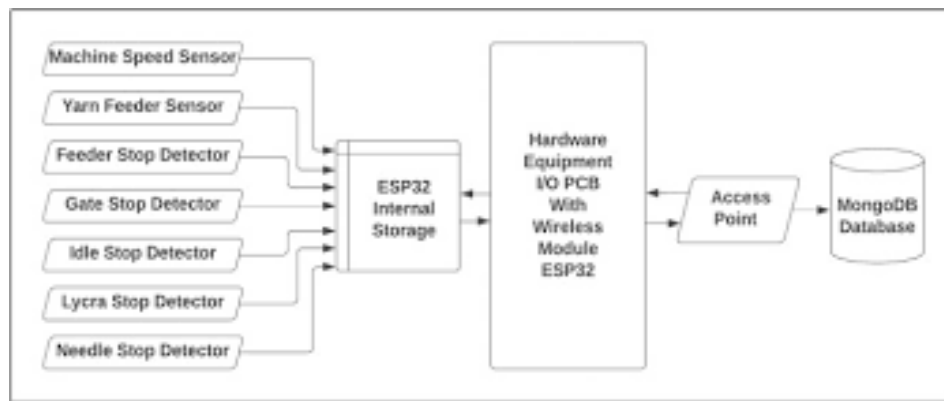 Machine Speed Sensor
Yarn Feeder Sensor
Feeder Stop Detector
Gate Stop Detector
Idle Stop Detector
Lycra Stop Detector
Needle Stop Detector
ESP32
Internal
Storage
Hardware
Equipment
I/O PCB
With
Wireless
Module
ESP32
Access
Point
MongoDB
Database